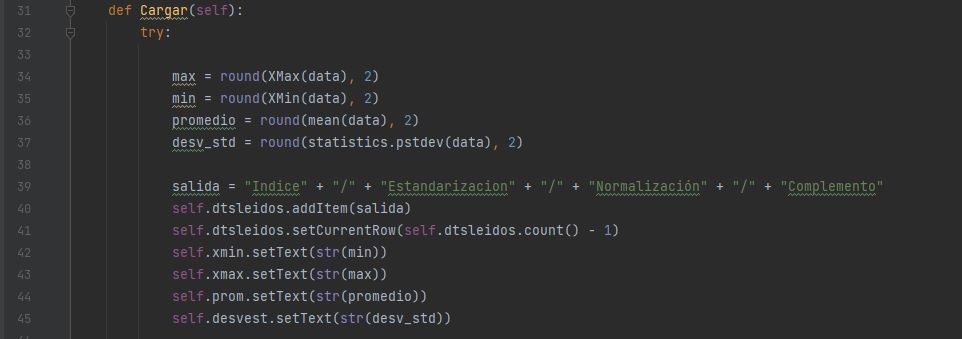 31 def Cargar(self):
32 try:
33
34 max = round(XMax(data), 2)
35 min = round(XMin(data), 2)
36 promedio = round(mean(data), 2)
37 desv_std = round(statistics.pstdev(data), 2)
38
39 salida = "Indice" + "/" + "Estandarizacion" + "/" + "Normalización" + "/" + "Complemento"
40 self.dtsleidos.addItem(salida)
41 self.dtsleidos.setCurrentRow(self.dtsleidos.count() - 1)
42 self.xmin.setText(str(min))
43 self.xmax.setText(str(max))
44 self.prom.setText(str(promedio))
45 self.desvest.setText(str(desv_std))